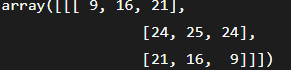 array([[[ 9, 16, 21],
[24, 25, 24],
[21, 16,  9]]])